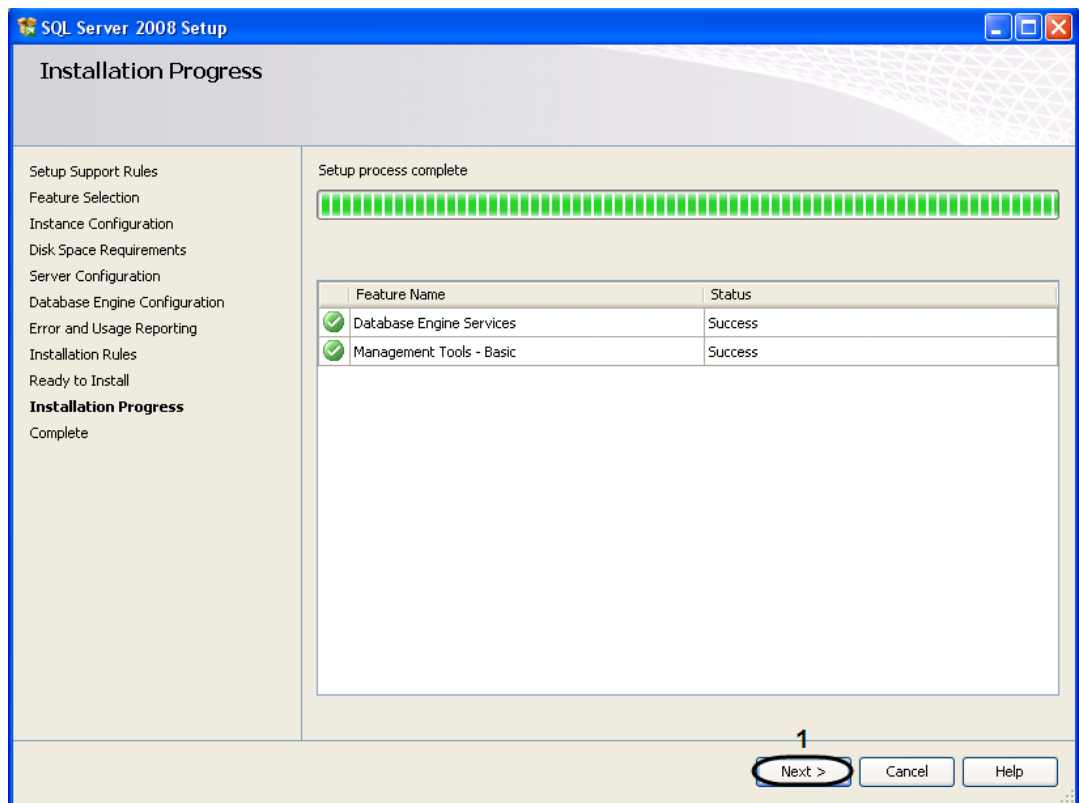 SQL Server 2008 Setup
Installation Progress
Setup Support Rules
Feature Selection
Instance Configuration
Disk Space Requirements
Server Configuration
Database Engine Configuration
Error and Usage Reporting
Installation Rules
Ready to Install
Installation Progress
Complete
Setup process complete
Feature Name Status
Database Engine Services Success
Management Tools - Basic Success
1
Next > Cancel Help